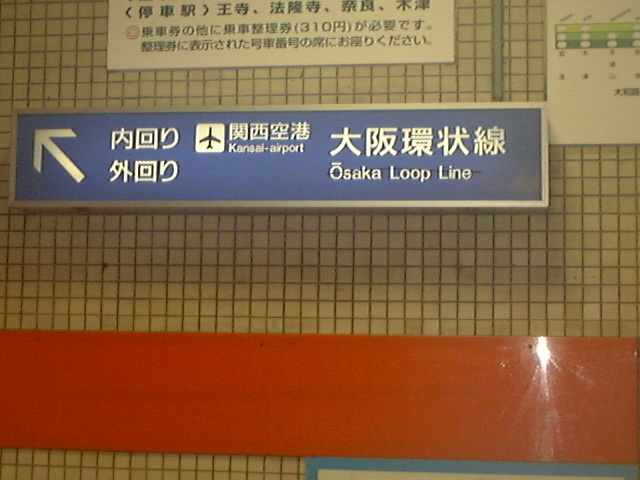 〈停車駅〉王寺、法隆寺、奈良、木津
◎乗車券の他に乗車整理券(310円)が必要です。
整理券に表示された号車番号の席にお座りください。
内回り
外回り
関西空港
Kansai-airport
大阪環状線
Ōsaka Loop Line
大和路